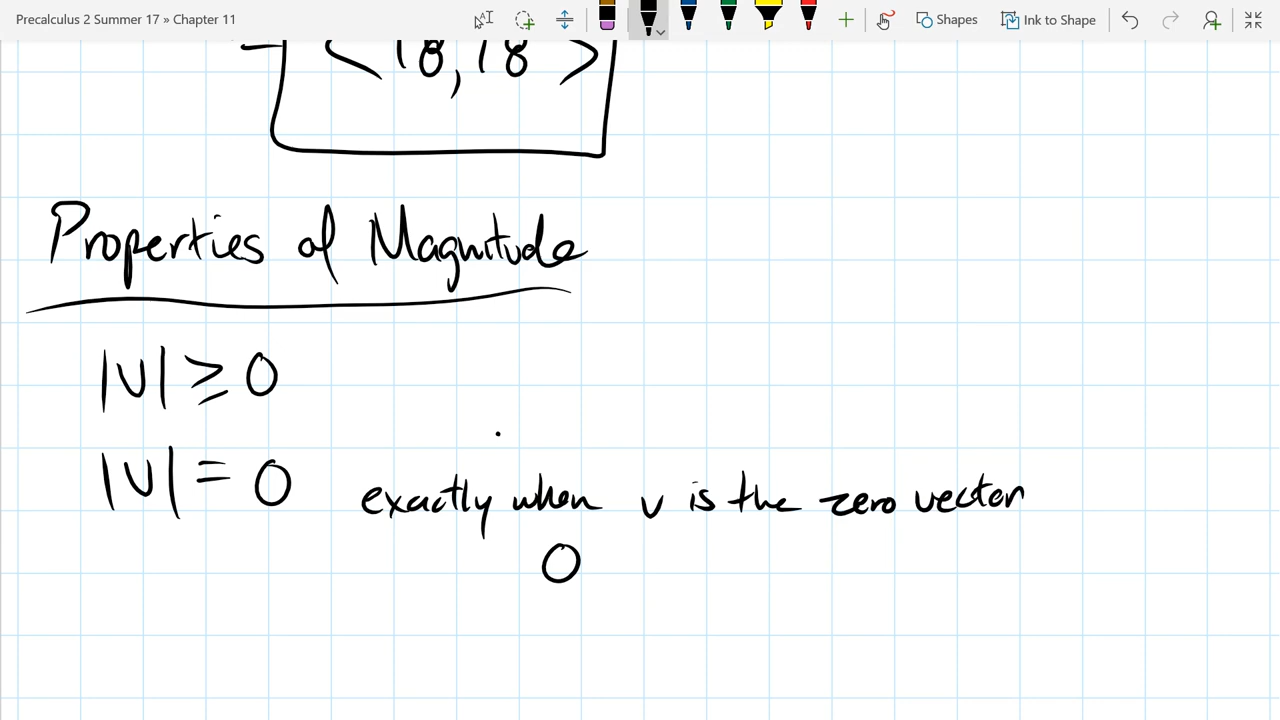 Precalculus 2 Summer 17 » Chapter 11
Shapes
Ink to Shape
<18, 18>
Properties of Magnitude
|v| ≥ 0
|v| = 0 exactly when v is the zero vector
0